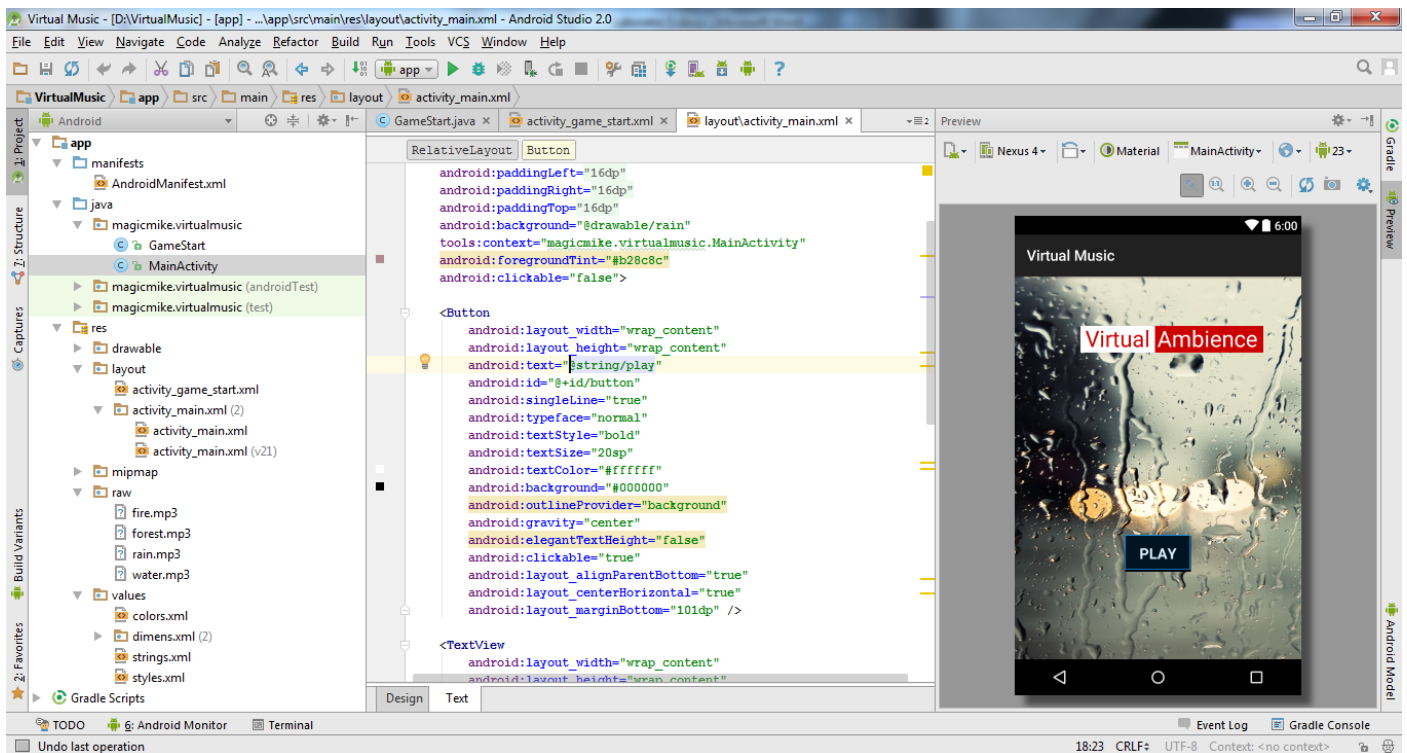 Virtual Music - [D:\VirtualMusic] - [app] - ...\app\src\main\res\layout\activity_main.xml - Android Studio 2.0
File Edit View Navigate Code Analyze Refactor Build Run Tools VCS Window Help
app
VirtualMusic app src main res layout activity_main.xml
Android
GameStart.java activity_game_start.xml layout\activity_main.xml
2
Preview
1: Project
7: Structure
Captures
Build Variants
2: Favorites
app
manifests
AndroidManifest.xml
java
magicmike.virtualmusic
GameStart
MainActivity
magicmike.virtualmusic (androidTest)
magicmike.virtualmusic (test)
res
drawable
layout
activity_game_start.xml
activity_main.xml (2)
activity_main.xml
activity_main.xml (v21)
mipmap
raw
fire.mp3
forest.mp3
rain.mp3
water.mp3
values
colors.xml
dimens.xml (2)
strings.xml
styles.xml
Gradle Scripts
RelativeLayout Button
android:paddingLeft="16dp"
android:paddingRight="16dp"
android:paddingTop="16dp"
android:background="@drawable/rain"
tools:context="magicmike.virtualmusic.MainActivity"
android:foregroundTint="#b28c8c"
android:clickable="false">
<Button
android:layout_width="wrap_content"
android:layout_height="wrap_content"
android:text="@string/play"
android:id="@+id/button"
android:singleLine="true"
android:typeface="normal"
android:textStyle="bold"
android:textSize="20sp"
android:textColor="#ffffff"
android:background="#000000"
android:outlineProvider="background"
android:gravity="center"
android:elegantTextHeight="false"
android:clickable="true"
android:layout_alignParentBottom="true"
android:layout_centerHorizontal="true"
android:layout_marginBottom="101dp" />
<TextView
android:layout_width="wrap_content"
android:layout_height="wrap_content"
Design Text
Nexus 4 Material MainActivity 23
1:1
6:00
Virtual Music
Virtual Ambience
PLAY
Gradle
Preview
Android Model
TODO 6: Android Monitor Terminal Event Log Gradle Console
Undo last operation 18:23 CRLF UTF-8 Context: <no context>